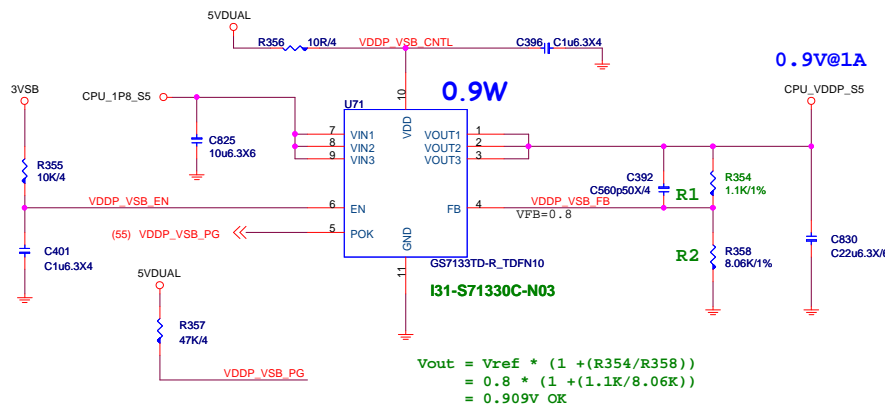 5VDUAL
R356 10R/4 VDDP_VSB_CNTL C396 C1u6.3X4
0.9V@1A
3VSB
CPU_1P8_S5
0.9W
CPU_VDDP_S5
U71
10
VDD
C825
10u6.3X6
7 VIN1
8 VIN2
9 VIN3
VOUT1 1
VOUT2 2
VOUT3 3
R355
10K/4
C392
C560p50X/4
R1
R354
1.1K/1%
VDDP_VSB_EN
6 EN
FB 4
VDDP_VSB_FB
VFB=0.8
(55) VDDP_VSB_PG
5 POK
GND
11
C401
C1u6.3X4
R2
R358
8.06K/1%
C830
C22u6.3X/6
GS7133TD-R_TDFN10
I31-S71330C-N03
5VDUAL
R357
47K/4
VDDP_VSB_PG
Vout = Vref * (1 +(R354/R358))
= 0.8 * (1 +(1.1K/8.06K))
= 0.909V OK